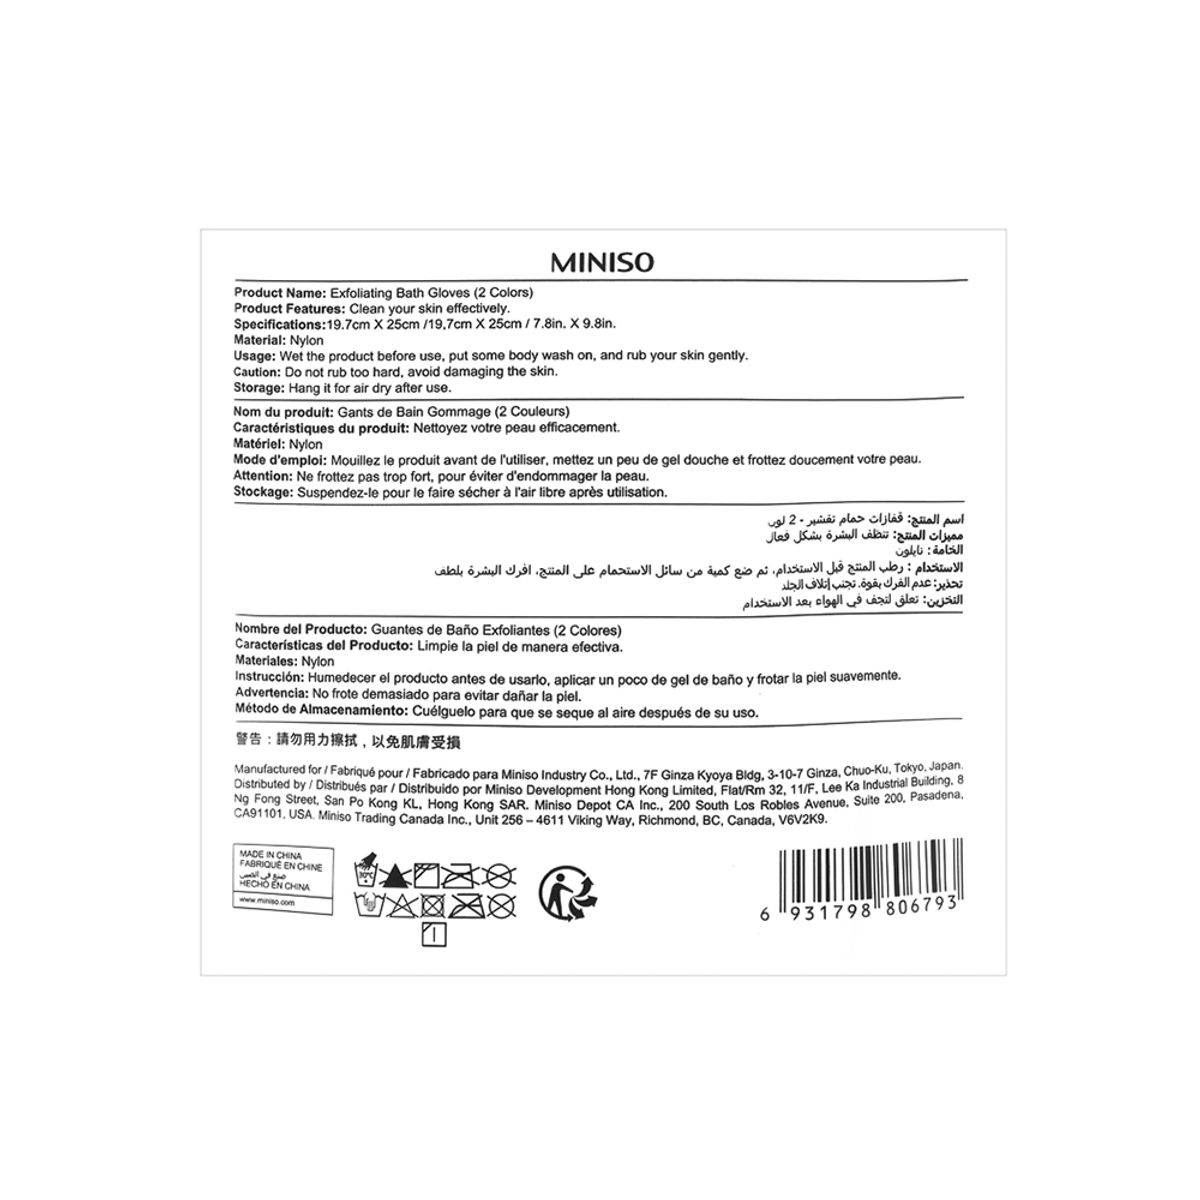 MINISO
Product Name: Exfoliating Bath Gloves (2 Colors)
Product Features: Clean your skin effectively.
Specifications:19.7cm X 25cm /19,7cm X 25cm / 7.8in. X 9.8in.
Material: Nylon
Usage: Wet the product before use, put some body wash on, and rub your skin gently.
Caution: Do not rub too hard, avoid damaging the skin.
Storage: Hang it for air dry after use.
Nom du produit: Gants de Bain Gommage (2 Couleurs)
Caractéristiques du produit: Nettoyez votre peau efficacement.
Matériel: Nylon
Mode d'emploi: Mouillez le produit avant de l'utiliser, mettez un peu de gel douche et frottez doucement votre peau.
Attention: Ne frottez pas trop fort, pour éviter d'endommager la peau.
Stockage: Suspendez-le pour le faire sécher à l'air libre après utilisation.
اسم المنتج: قفازات حمام تقشير - 2 لون
مميزات المنتج: تنظف البشرة بشكل فعال
الخامة: نايلون
الاستخدام : رطب المنتج قبل الاستخدام، ثم ضع كمية من سائل الاستحمام على المنتج، افرك البشرة بلطف
تحذير: عدم الفرك بقوة. تجنب إتلاف الجلد
التخزين: تعلق لتجف في الهواء بعد الاستخدام
Nombre del Producto: Guantes de Baño Exfoliantes (2 Colores)
Características del Producto: Limpie la piel de manera efectiva.
Materiales: Nylon
Instrucción: Humedecer el producto antes de usarlo, aplicar un poco de gel de baño y frotar la piel suavemente.
Advertencia: No frote demasiado para evitar dañar la piel.
Método de Almacenamiento: Cuélguelo para que se seque al aire después de su uso.
警告：請勿用力擦拭，以免肌膚受損
Manufactured for / Fabriqué pour / Fabricado para Miniso Industry Co., Ltd., 7F Ginza Kyoya Bldg, 3-10-7 Ginza, Chuo-Ku, Tokyo, Japan.
Distributed by / Distribués par / Distribuido por Miniso Development Hong Kong Limited, Flat/Rm 32, 11/F, Lee Ka Industrial Building, 8
Ng Fong Street, San Po Kong KL, Hong Kong SAR. Miniso Depot CA Inc., 200 South Los Robles Avenue, Suite 200, Pasadena,
CA91101, USA. Miniso Trading Canada Inc., Unit 256 – 4611 Viking Way, Richmond, BC, Canada, V6V2K9.
MADE IN CHINA
FABRIQUÉ EN CHINE
صنع في الصين
HECHO EN CHINA
www.miniso.com
30°C
6 931798 806793